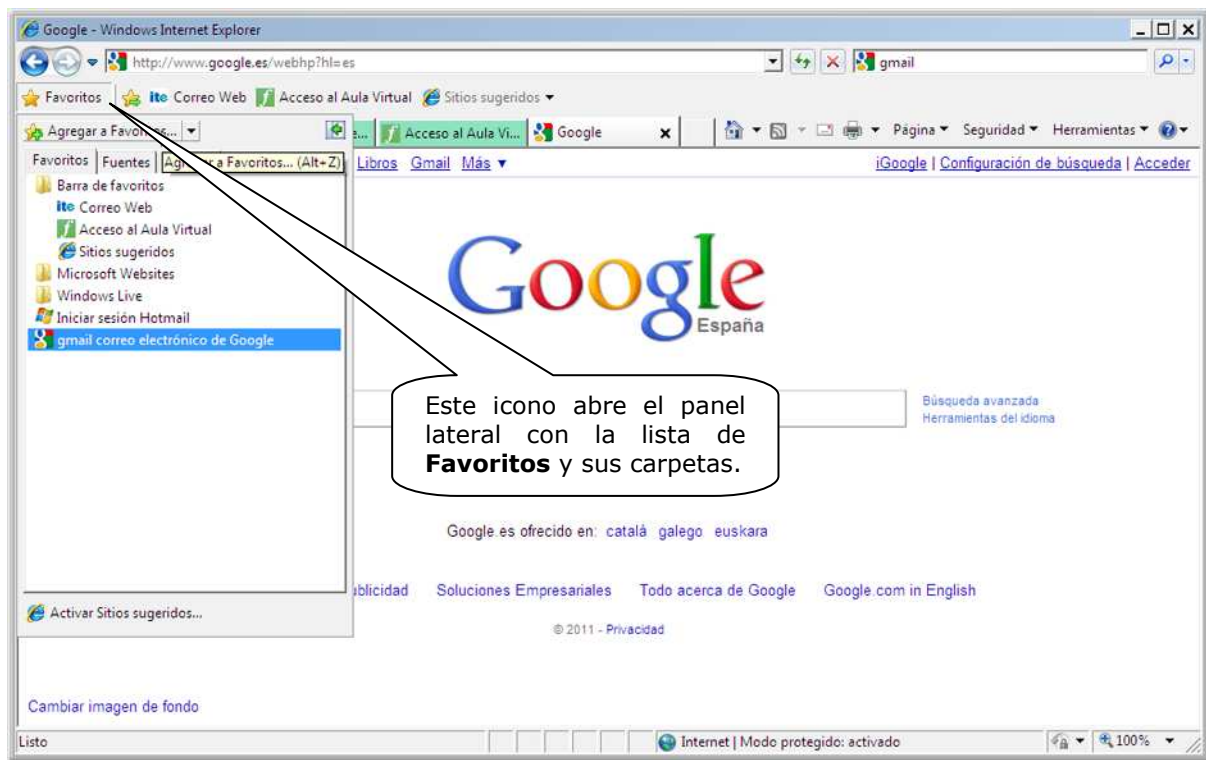 Google - Windows Internet Explorer
http://www.google.es/webhp?hl=es
gmail
Favoritos ite Correo Web Acceso al Aula Virtual Sitios sugeridos
Agregar a Favoritos... e... Acceso al Aula Vi... Google Página Seguridad Herramientas
Favoritos Fuentes Agregar a Favoritos... (Alt+Z) Libros Gmail Más iGoogle | Configuración de búsqueda | Acceder
Barra de favoritos
ite Correo Web
Acceso al Aula Virtual
Sitios sugeridos
Microsoft Websites
Windows Live
Iniciar sesión Hotmail
gmail correo electrónico de Google
Google
España
Búsqueda avanzada
Herramientas del idioma
Este icono abre el panel
lateral con la lista de
Favoritos y sus carpetas.
Google es ofrecido en: català galego euskara
blicidad Soluciones Empresariales Todo acerca de Google Google.com in English
Activar Sitios sugeridos...
© 2011 - Privacidad
Cambiar imagen de fondo
Listo Internet | Modo protegido: activado 100%